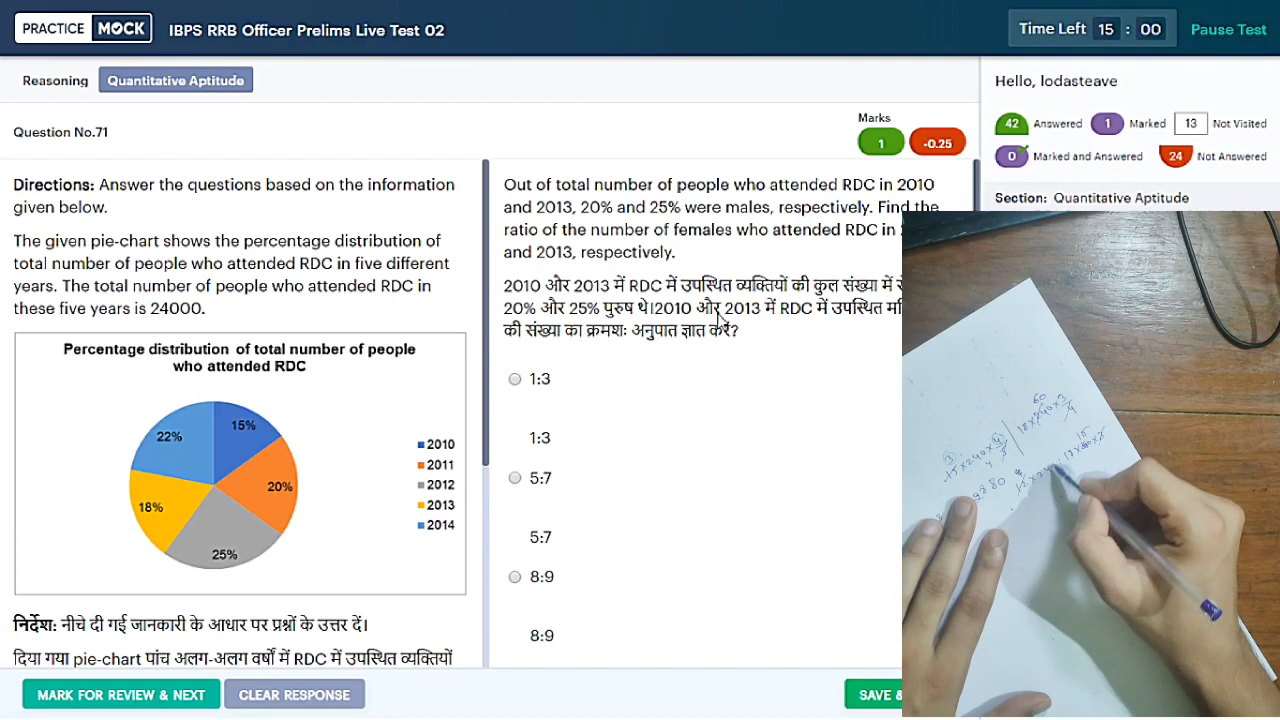 PRACTICE MOCK
IBPS RRB Officer Prelims Live Test 02
Time Left 15 : 00
Pause Test
Reasoning
Quantitative Aptitude
Hello, lodasteave
Question No.71
Marks
1
-0.25
42 Answered
1 Marked
13 Not Visited
0 Marked and Answered
24 Not Answered
Section: Quantitative Aptitude
Directions: Answer the questions based on the information
given below.
The given pie-chart shows the percentage distribution of
total number of people who attended RDC in five different
years. The total number of people who attended RDC in
these five years is 24000.
Percentage distribution of total number of people
who attended RDC
15%
20%
25%
18%
22%
2010
2011
2012
2013
2014
निर्देश: नीचे दी गई जानकारी के आधार पर प्रश्नों के उत्तर दें।
दिया गया pie-chart पांच अलग-अलग वर्षों में RDC में उपस्थित व्यक्तियों
Out of total number of people who attended RDC in 2010
and 2013, 20% and 25% were males, respectively. Find the
ratio of the number of females who attended RDC in
and 2013, respectively.
2010 और 2013 में RDC में उपस्थित व्यक्तियों की कुल संख्या में
20% और 25% पुरुष थे।2010 और 2013 में RDC में उपस्थित
की संख्या का क्रमशः अनुपात ज्ञात करें?
1:3
1:3
5:7
5:7
8:9
8:9
MARK FOR REVIEW & NEXT
CLEAR RESPONSE
SAVE &